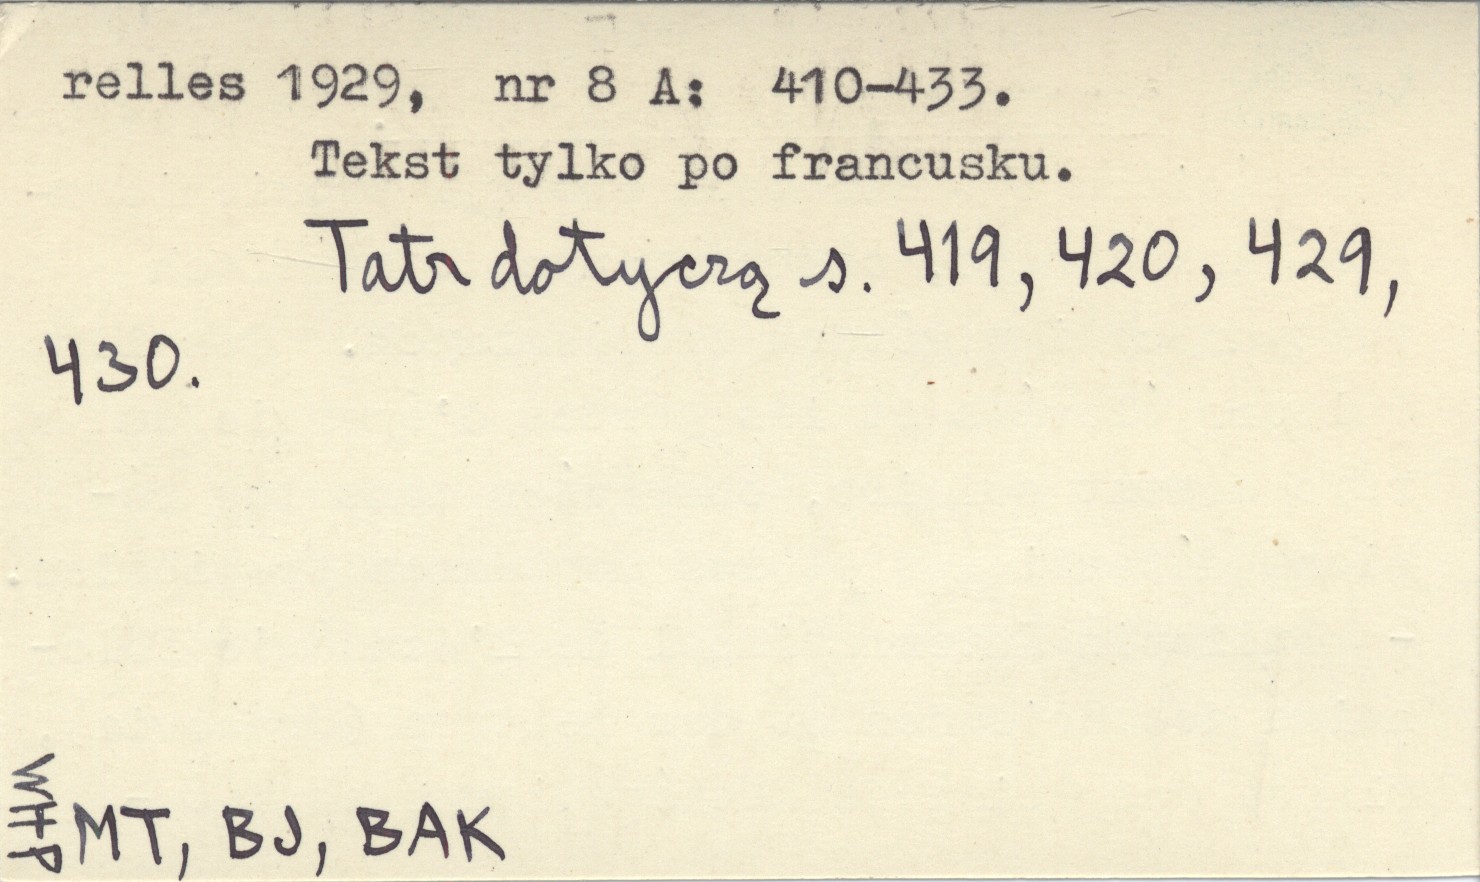 relles 1929, nr 8 A: 410-433.
Tekst tylko po francusku.
Tatr dotyczą s. 419, 420, 429,
430.
WHP
MT, BJ, BAK